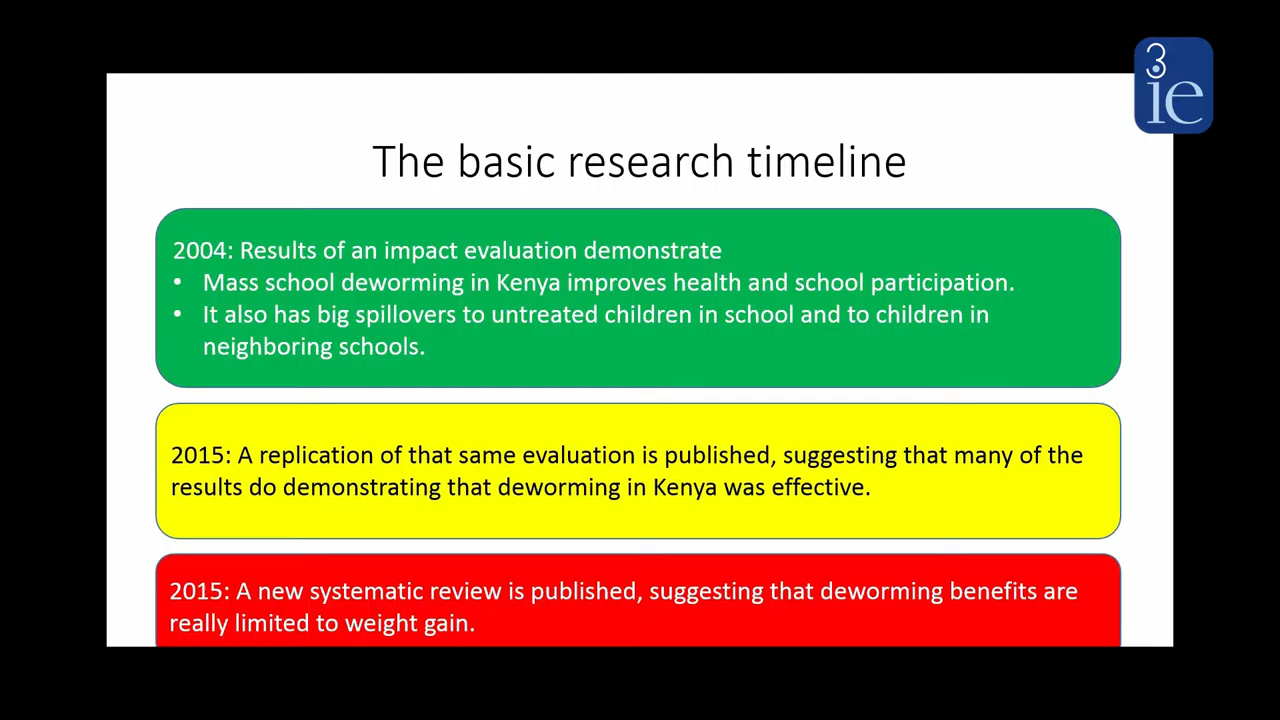 3
ie
The basic research timeline
2004: Results of an impact evaluation demonstrate
• Mass school deworming in Kenya improves health and school participation.
• It also has big spillovers to untreated children in school and to children in
neighboring schools.
2015: A replication of that same evaluation is published, suggesting that many of the
results do demonstrating that deworming in Kenya was effective.
2015: A new systematic review is published, suggesting that deworming benefits are
really limited to weight gain.